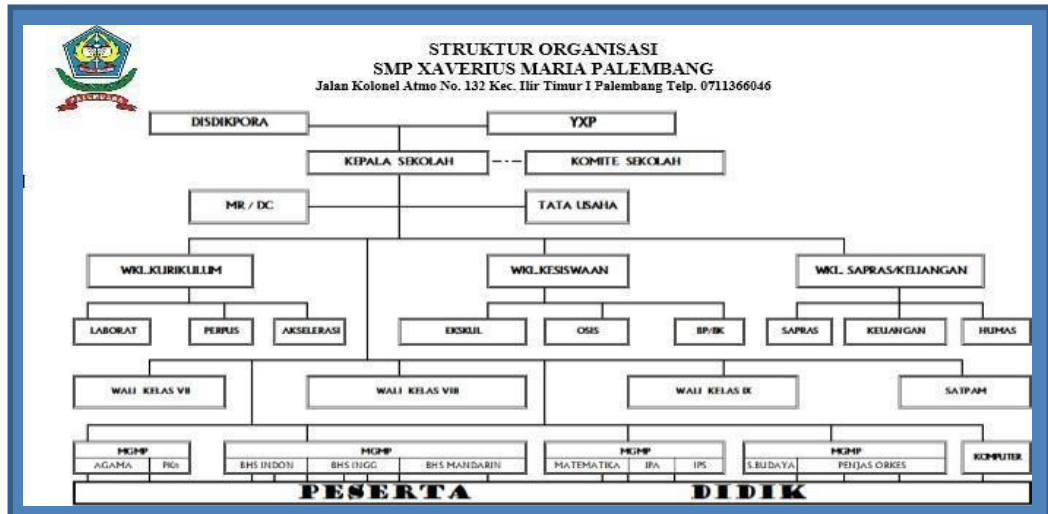 STRUKTUR ORGANISASI
SMP XAVERIUS MARIA PALEMBANG
Jalan Kolonel Atmo No. 132 Kec. Ilir Timur I Palembang Telp. 0711366046
DISDIKPORA YXP
KEPALA SEKOLAH KOMITE SEKOLAH
MR / DC TATA USAHA
WKL.KURIKULUM WKL.KESISWAAN WKL. SAPRAS/KEUANGAN
LABORAT PERPUS AKSELERASI EKSKUL OSIS BP/BK SAPRAS KEUANGAN HUMAS
WALI KELAS VII WALI KELAS VIII WALI KELAS IX SATPAM
MGMP MGMP MGMP MGMP KOMPUTER
AGAMA PKn BHS INDON BHS INGG BHS MANDARIN MATEMATIKA IPA IPS S.BUDAYA PENJAS ORKES
PESERTA DIDIK